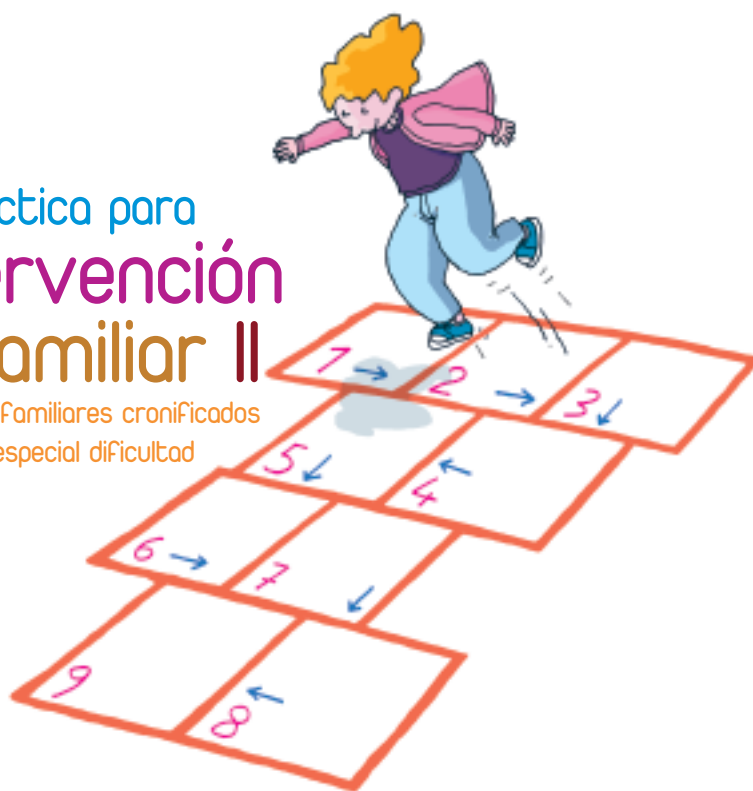 ctica para
rvención
amiliar II
familiares cronificados
especial dificultad
1 → 2 → 3 ↓
5 ↓ 4 ←
6 → 7 ↓
9 8 ←